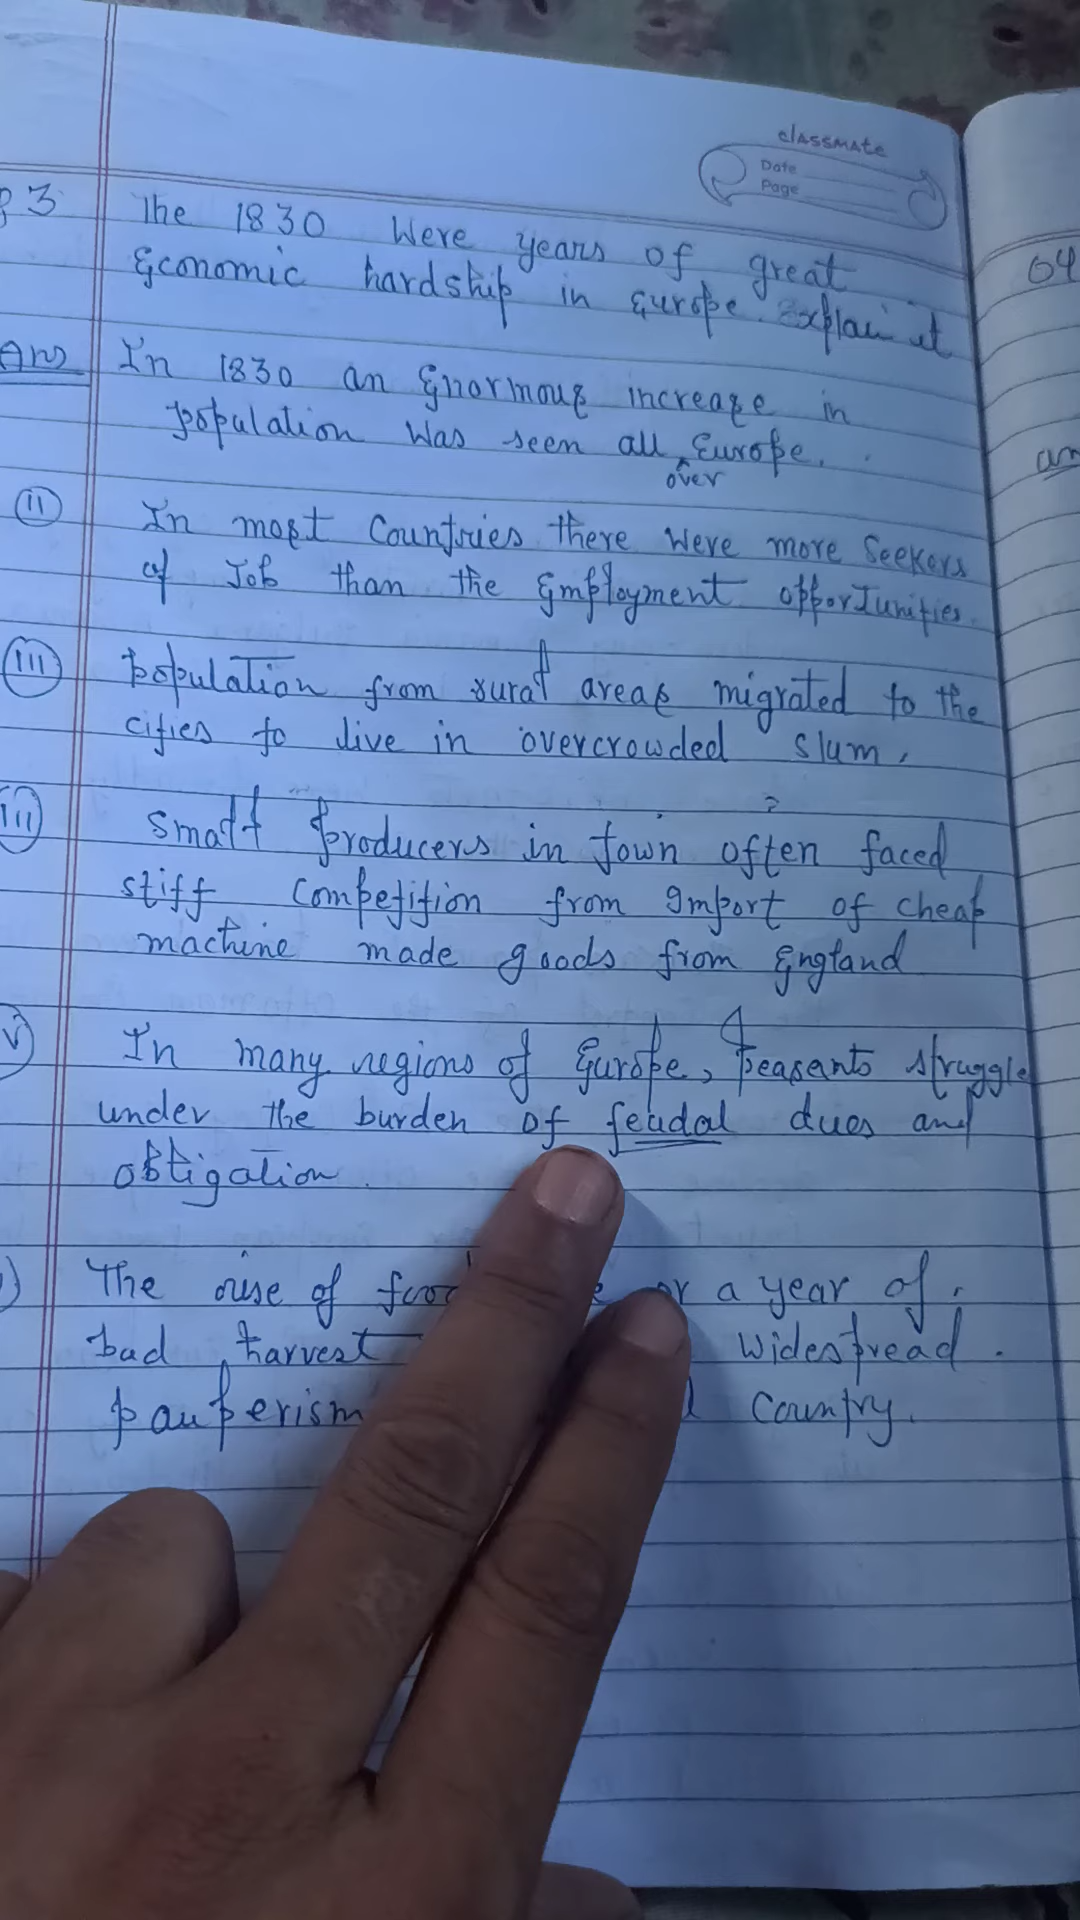 classmate
Date
Page
3 The 1830 Were years of great
Economic hardship in Europe. Explain it
Ans In 1830 an Enormous increase in
population Was seen all Europe.
over
(ii) In most Countries there Were more Seekers
of Job than the Employment opportunities.
(iii) population from rural areas migrated to the
cities to live in overcrowded slum.
Small producers in town often faced
stiff Competition from import of cheap
machine made goods from England
In many regions of Europe, peasants struggle
under the burden of feudal dues and
obligation.
The rise of or a year of
bad harvest widespread.
pauperism country.
04